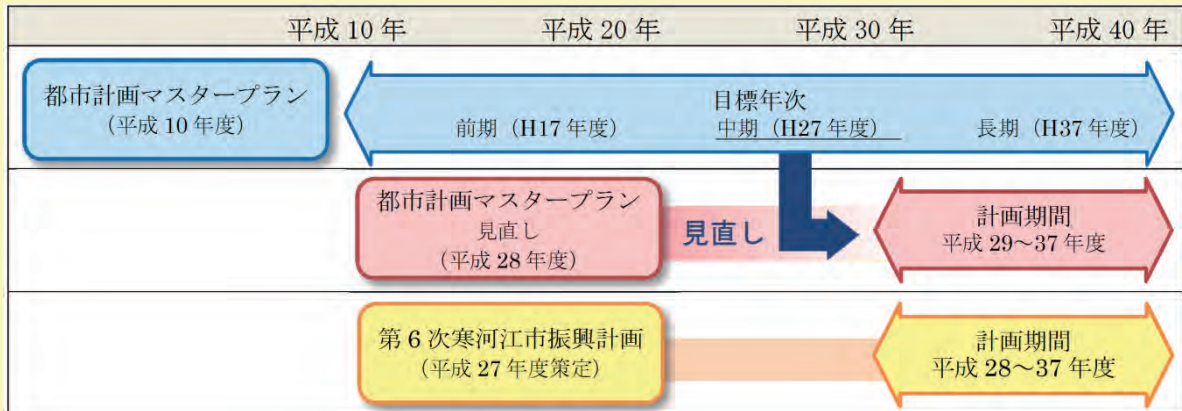 平成 10 年 平成 20 年 平成 30 年 平成 40 年
都市計画マスタープラン
(平成 10 年度)
目標年次
前期（H17 年度） 中期（H27 年度） 長期（H37 年度）
都市計画マスタープラン
見直し
(平成 28 年度)
見直し
計画期間
平成 29～37 年度
第 6 次寒河江市振興計画
(平成 27 年度策定)
計画期間
平成 28～37 年度